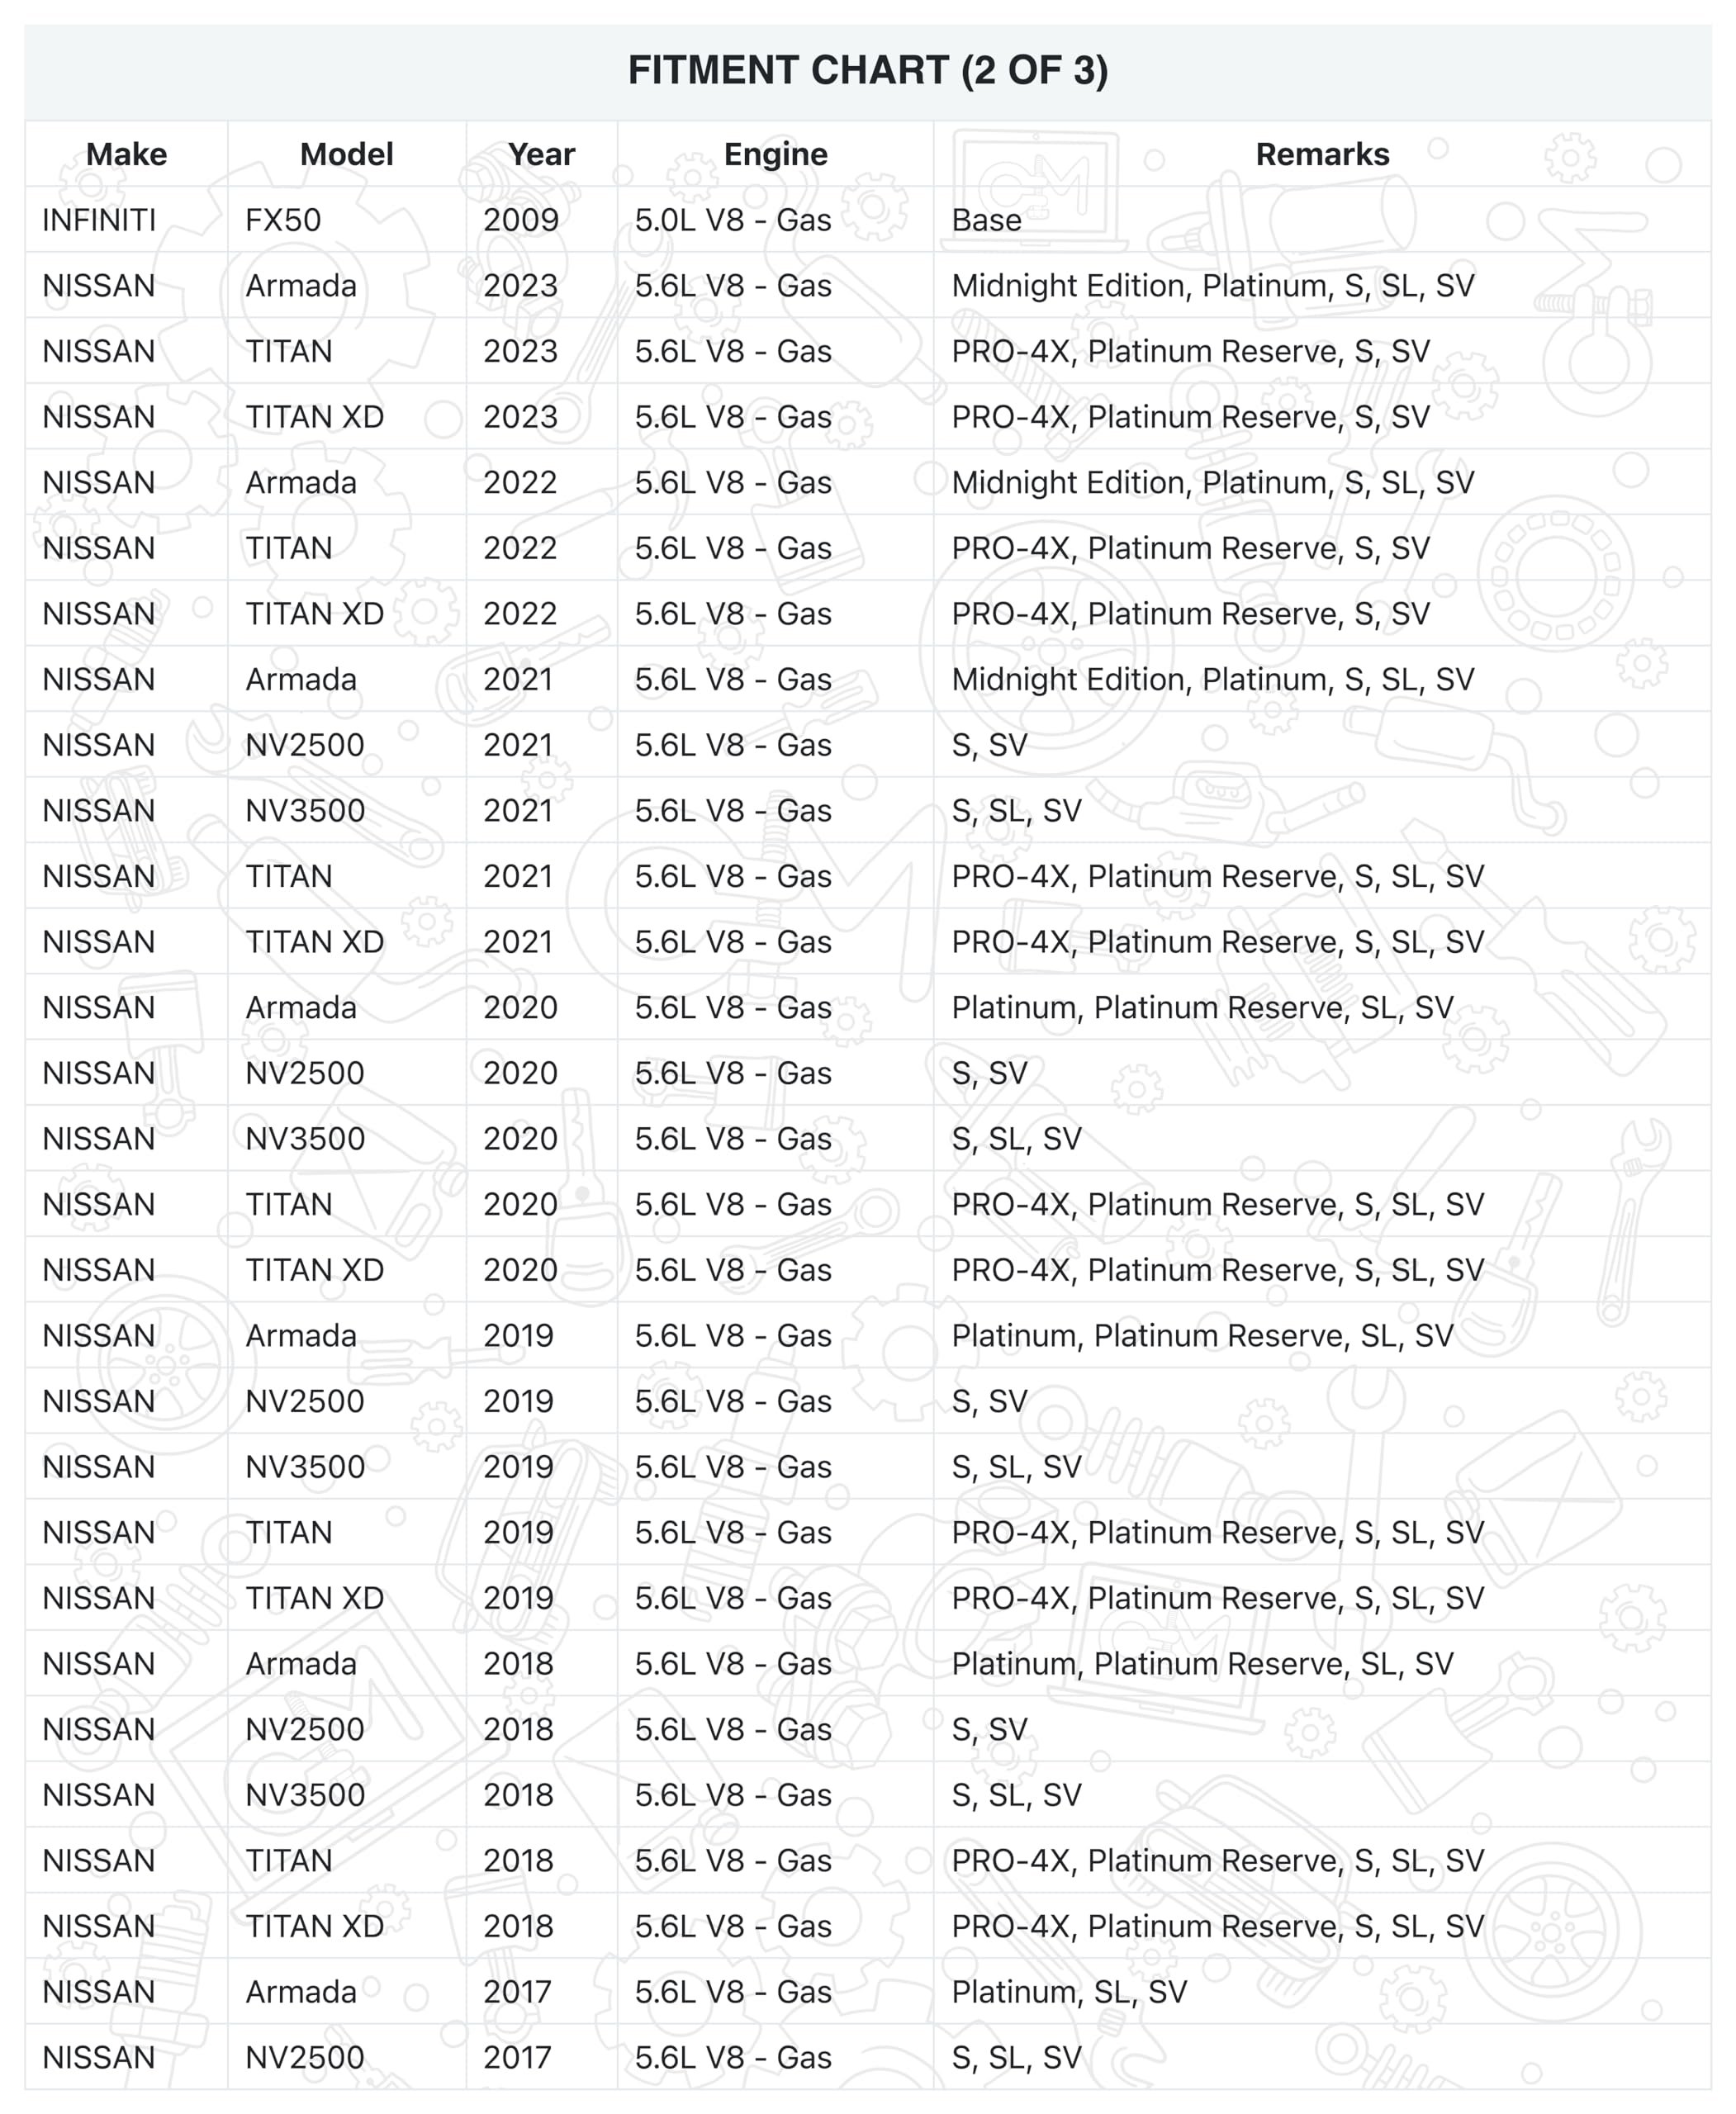 FITMENT CHART (2 OF 3)
Make Model Year Engine Remarks
INFINITI FX50 2009 5.0L V8 - Gas Base
NISSAN Armada 2023 5.6L V8 - Gas Midnight Edition, Platinum, S, SL, SV
NISSAN TITAN 2023 5.6L V8 - Gas PRO-4X, Platinum Reserve, S, SV
NISSAN TITAN XD 2023 5.6L V8 - Gas PRO-4X, Platinum Reserve, S, SV
NISSAN Armada 2022 5.6L V8 - Gas Midnight Edition, Platinum, S, SL, SV
NISSAN TITAN 2022 5.6L V8 - Gas PRO-4X, Platinum Reserve, S, SV
NISSAN TITAN XD 2022 5.6L V8 - Gas PRO-4X, Platinum Reserve, S, SV
NISSAN Armada 2021 5.6L V8 - Gas Midnight Edition, Platinum, S, SL, SV
NISSAN NV2500 2021 5.6L V8 - Gas S, SV
NISSAN NV3500 2021 5.6L V8 - Gas S, SL, SV
NISSAN TITAN 2021 5.6L V8 - Gas PRO-4X, Platinum Reserve, S, SL, SV
NISSAN TITAN XD 2021 5.6L V8 - Gas PRO-4X, Platinum Reserve, S, SL, SV
NISSAN Armada 2020 5.6L V8 - Gas Platinum, Platinum Reserve, SL, SV
NISSAN NV2500 2020 5.6L V8 - Gas S, SV
NISSAN NV3500 2020 5.6L V8 - Gas S, SL, SV
NISSAN TITAN 2020 5.6L V8 - Gas PRO-4X, Platinum Reserve, S, SL, SV
NISSAN TITAN XD 2020 5.6L V8 - Gas PRO-4X, Platinum Reserve, S, SL, SV
NISSAN Armada 2019 5.6L V8 - Gas Platinum, Platinum Reserve, SL, SV
NISSAN NV2500 2019 5.6L V8 - Gas S, SV
NISSAN NV3500 2019 5.6L V8 - Gas S, SL, SV
NISSAN TITAN 2019 5.6L V8 - Gas PRO-4X, Platinum Reserve, S, SL, SV
NISSAN TITAN XD 2019 5.6L V8 - Gas PRO-4X, Platinum Reserve, S, SL, SV
NISSAN Armada 2018 5.6L V8 - Gas Platinum, Platinum Reserve, SL, SV
NISSAN NV2500 2018 5.6L V8 - Gas S, SV
NISSAN NV3500 2018 5.6L V8 - Gas S, SL, SV
NISSAN TITAN 2018 5.6L V8 - Gas PRO-4X, Platinum Reserve, S, SL, SV
NISSAN TITAN XD 2018 5.6L V8 - Gas PRO-4X, Platinum Reserve, S, SL, SV
NISSAN Armada 2017 5.6L V8 - Gas Platinum, SL, SV
NISSAN NV2500 2017 5.6L V8 - Gas S, SL, SV